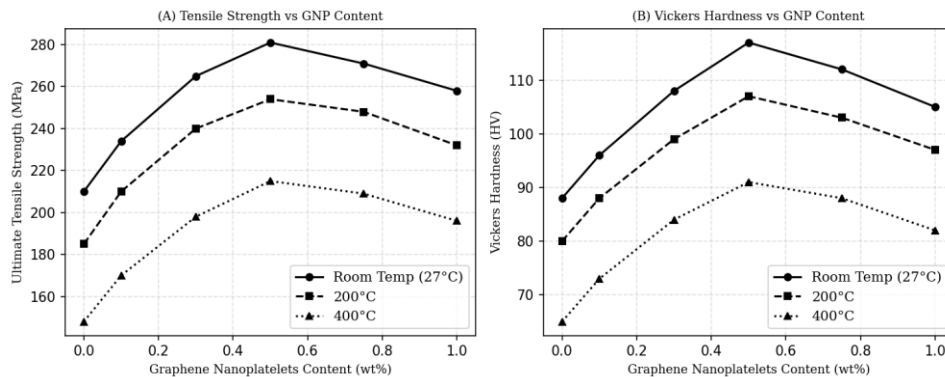 (A) Tensile Strength vs GNP Content
Ultimate Tensile Strength (MPa)
280
260
240
220
200
180
160
0.0 0.2 0.4 0.6 0.8 1.0
Graphene Nanoplatelets Content (wt%)
Room Temp (27°C)
200°C
400°C
(B) Vickers Hardness vs GNP Content
Vickers Hardness (HV)
110
100
90
80
70
0.0 0.2 0.4 0.6 0.8 1.0
Graphene Nanoplatelets Content (wt%)
Room Temp (27°C)
200°C
400°C